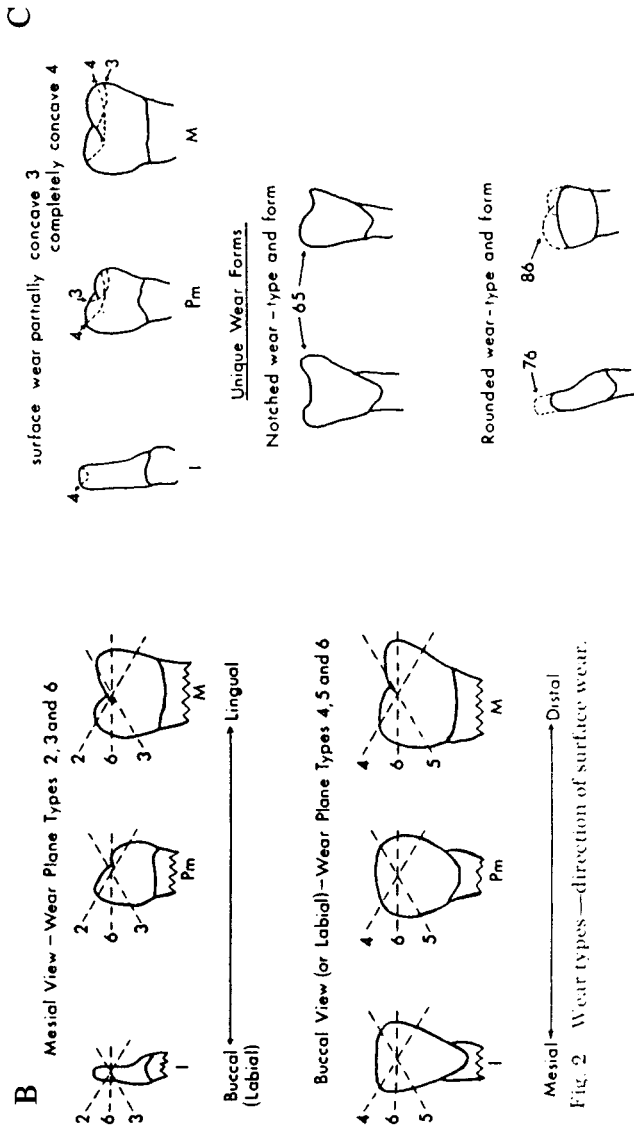 B
Mesial View – Wear Plane Types 2, 3 and 6
2
6
3
I
2
6
3
Pm
2
6
3
M
Buccal
(Labial)
Lingual
Buccal View (or Labial) – Wear Plane Types 4, 5 and 6
4
6
5
I
4
6
5
Pm
4
6
5
M
Mesial
Distal
Fig. 2 Wear types—direction of surface wear.
C
surface wear partially concave 3
completely concave 4
4
I
4
3
Pm
4
3
M
Unique Wear Forms
Notched wear-type and form
65
Rounded wear-type and form
76
86